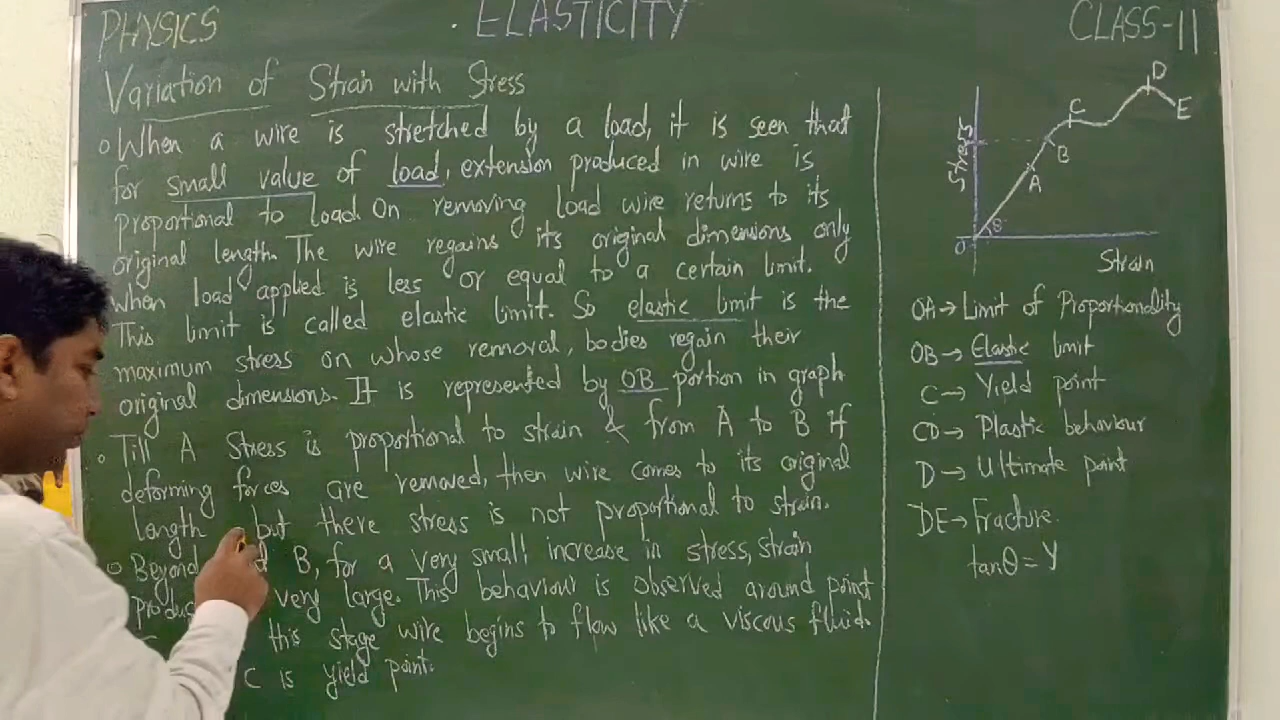 PHYSICS
. ELASTICITY
CLASS-11
Variation of Strain with Stress
o When a wire is stretched by a load, it is seen that
for small value of load, extension produced in wire is
proportional to load. On removing load wire returns to its
original length. The wire regains its original dimensions only
when load applied is less or equal to a certain limit.
This limit is called elastic limit. So elastic limit is the
maximum stress on whose removal, bodies regain their
original dimensions. It is represented by OB portion in graph
o Till A Stress is proportional to strain & from A to B if
deforming forces are removed, then wire comes to its original
length but there stress is not proportional to strain.
o Beyond B, for a very small increase in stress, strain
very large. This behaviour is observed around point
this stage wire begins to flow like a viscous fluid.
C is yield point.
Stress
D
E
C
B
A
O
θ
Strain
OA→ Limit of Proportionality
OB→ Elastic limit
C→ Yield point
CD→ Plastic behaviour
D→ Ultimate point
DE→ Fracture.
tanθ = Y